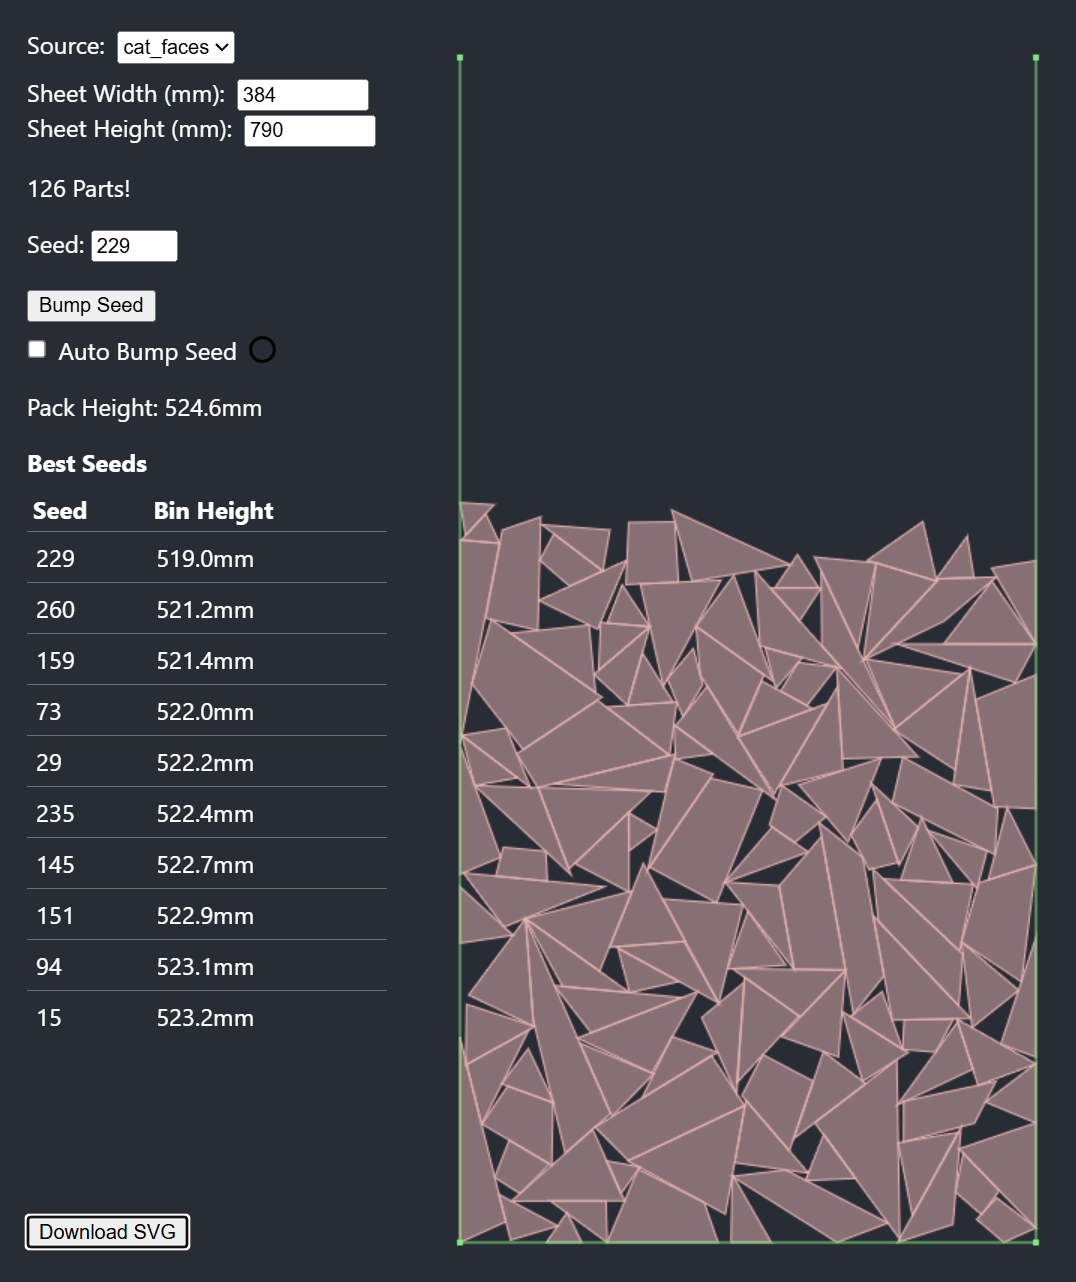 Source: cat_faces
Sheet Width (mm): 384
Sheet Height (mm): 790
126 Parts!
Seed: 229
Bump Seed
Auto Bump Seed
Pack Height: 524.6mm
Best Seeds
Seed Bin Height
229 519.0mm
260 521.2mm
159 521.4mm
73 522.0mm
29 522.2mm
235 522.4mm
145 522.7mm
151 522.9mm
94 523.1mm
15 523.2mm
Download SVG